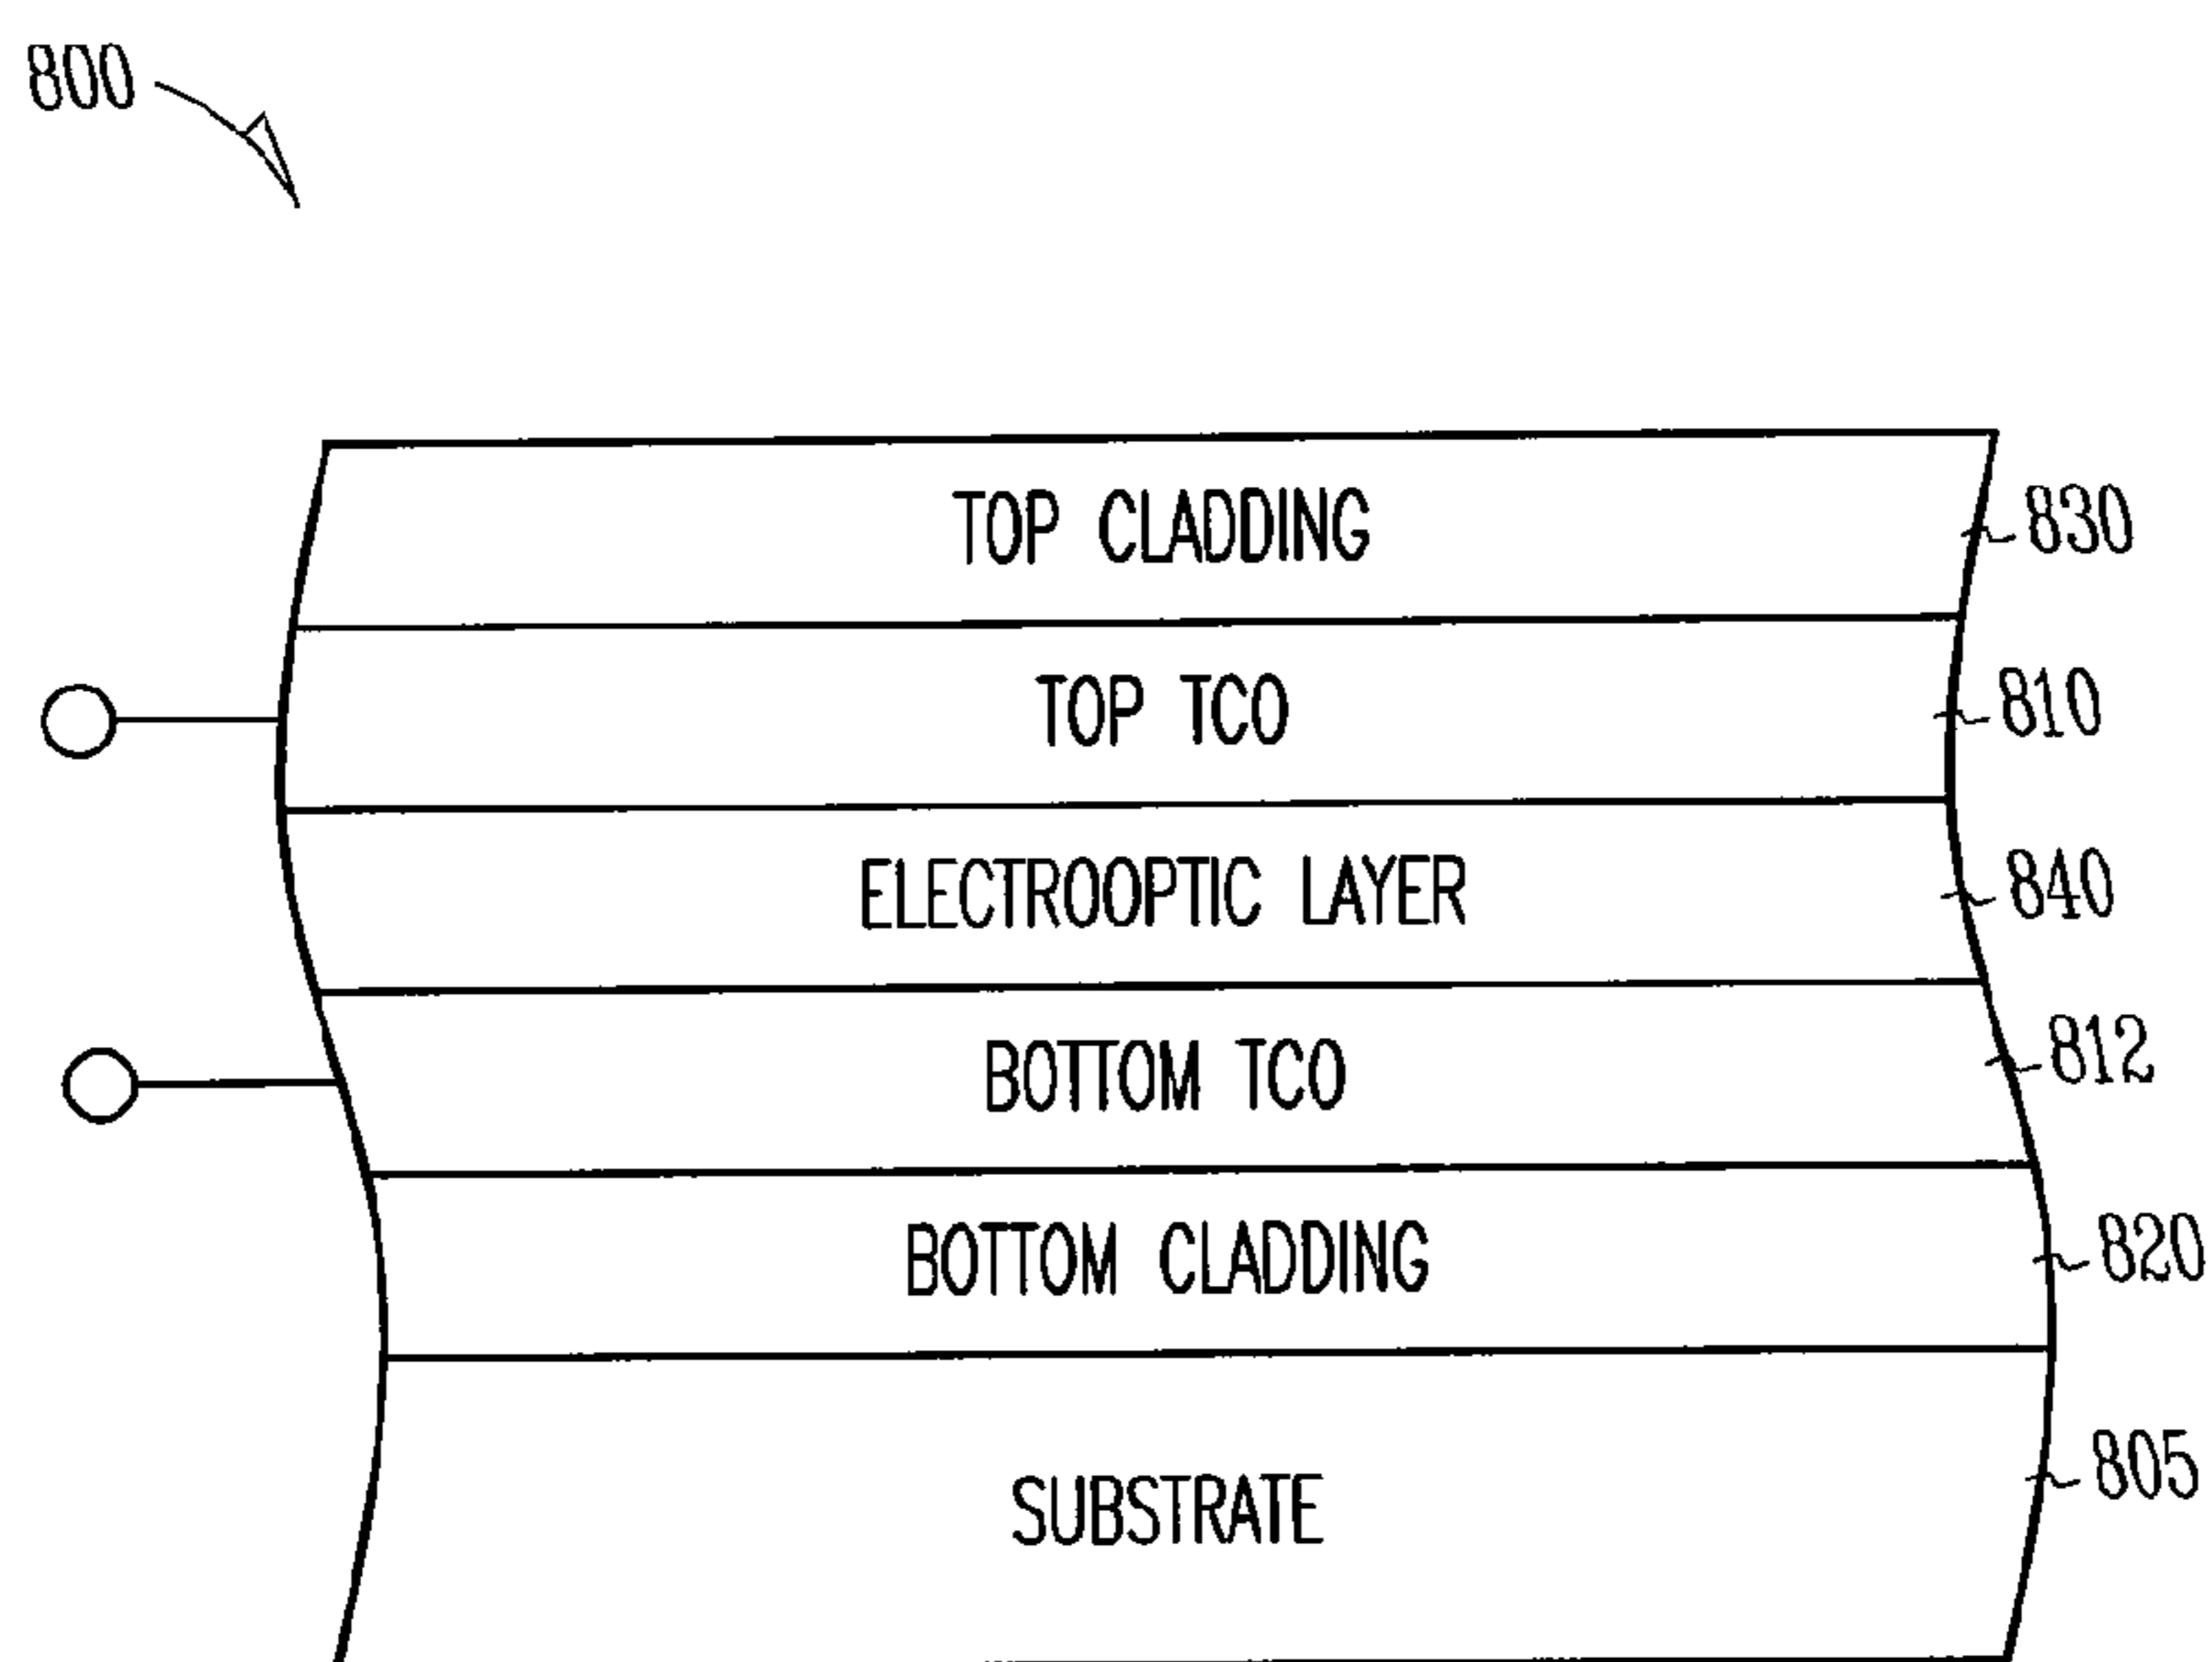 800
TOP CLADDING 830
TOP TCO 810
ELECTROOPTIC LAYER 840
BOTTOM TCO 812
BOTTOM CLADDING 820
SUBSTRATE 805